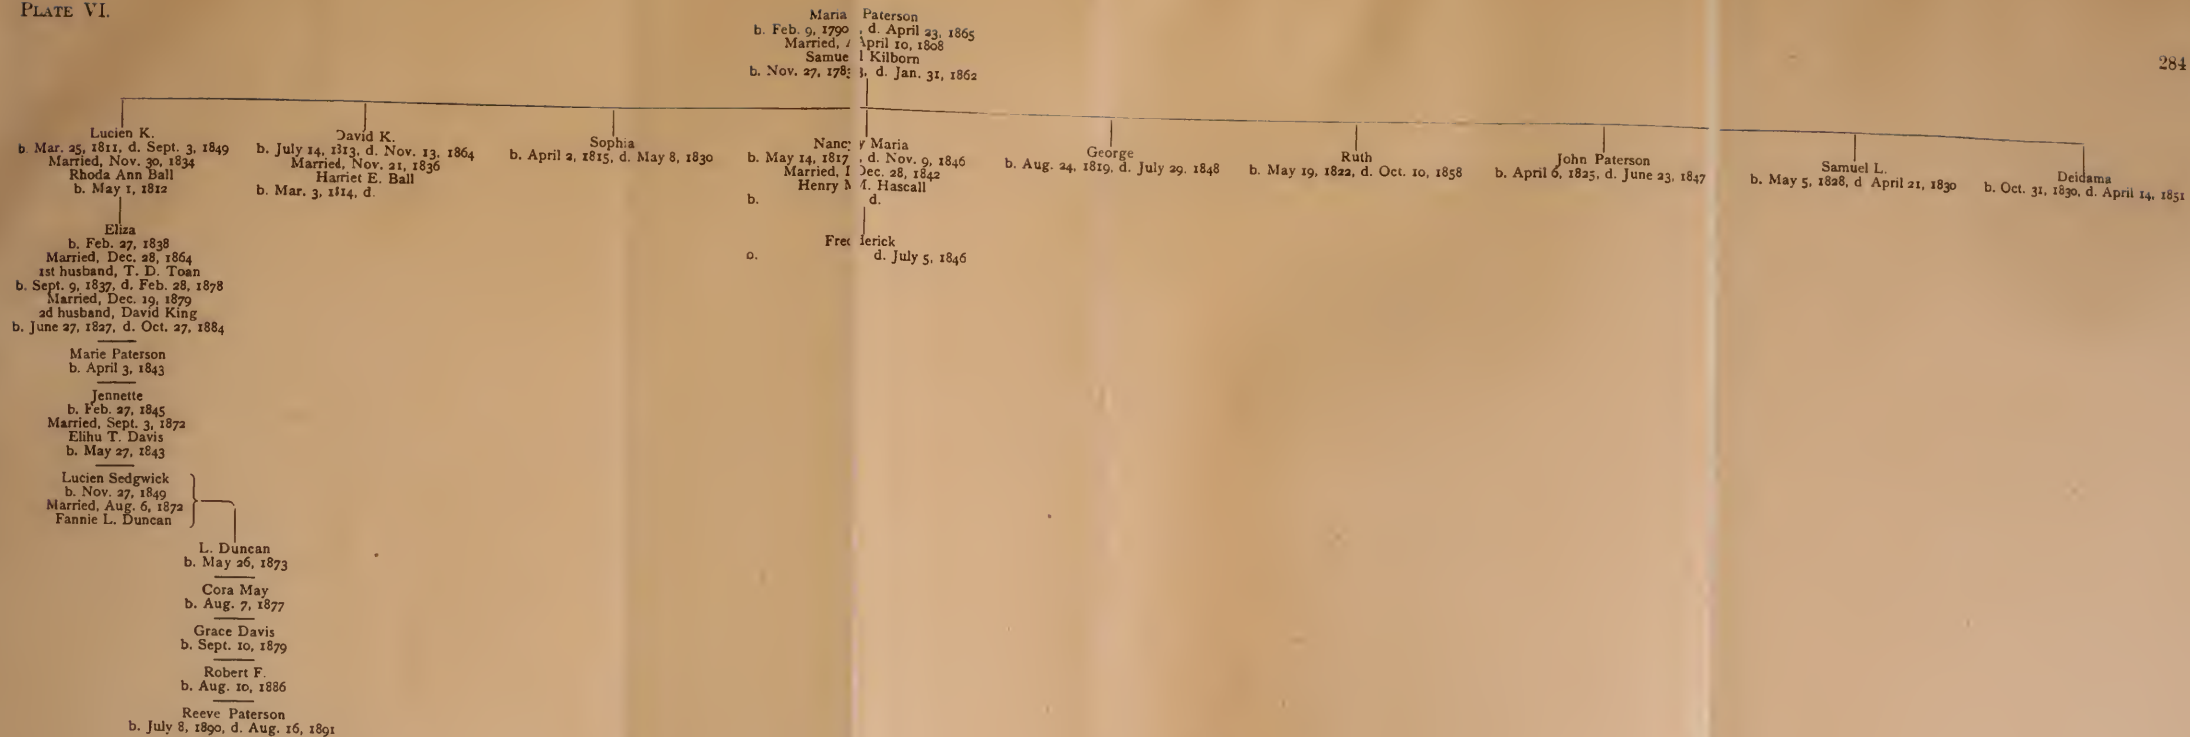 PLATE VI.
284
Maria Paterson
b. Feb. 9, 1790, d. April 23, 1865
Married, April 10, 1808
Samuel Kilborn
b. Nov. 27, 1783, d. Jan. 31, 1862
Lucien K.
b. Mar. 25, 1811, d. Sept. 3, 1849
Married, Nov. 30, 1834
Rhoda Ann Ball
b. May 1, 1812
David K.
b. July 14, 1813, d. Nov. 13, 1864
Married, Nov. 21, 1836
Harriet E. Ball
b. Mar. 3, 1814, d.
Sophia
b. April 2, 1815, d. May 8, 1830
Nancy Maria
b. May 14, 1817, d. Nov. 9, 1846
Married, Dec. 28, 1842
Henry M. Hascall
b. d.
George
b. Aug. 24, 1819, d. July 29. 1848
Ruth
b. May 19, 1822, d. Oct. 10, 1858
John Paterson
b. April 6, 1825, d. June 23, 1847
Samuel L.
b. May 5, 1828, d April 21, 1830
Deidama
b. Oct. 31, 1830, d. April 14, 1851
Eliza
b. Feb. 27, 1838
Married, Dec. 28, 1864
1st husband, T. D. Toan
b. Sept. 9, 1837, d. Feb. 28, 1878
Married, Dec. 19, 1879
2d husband, David King
b. June 27, 1827, d. Oct. 27, 1884
Frederick
b. d. July 5, 1846
Marie Paterson
b. April 3, 1843
Jennette
b. Feb. 27, 1845
Married, Sept. 3, 1872
Elihu T. Davis
b. May 27, 1843
Lucien Sedgwick
b. Nov. 27, 1849
Married, Aug. 6, 1872
Fannie L. Duncan
L. Duncan
b. May 26, 1873
Cora May
b. Aug. 7, 1877
Grace Davis
b. Sept. 10, 1879
Robert F.
b. Aug. 10, 1886
Reeve Paterson
b. July 8, 1890, d. Aug. 16, 1891